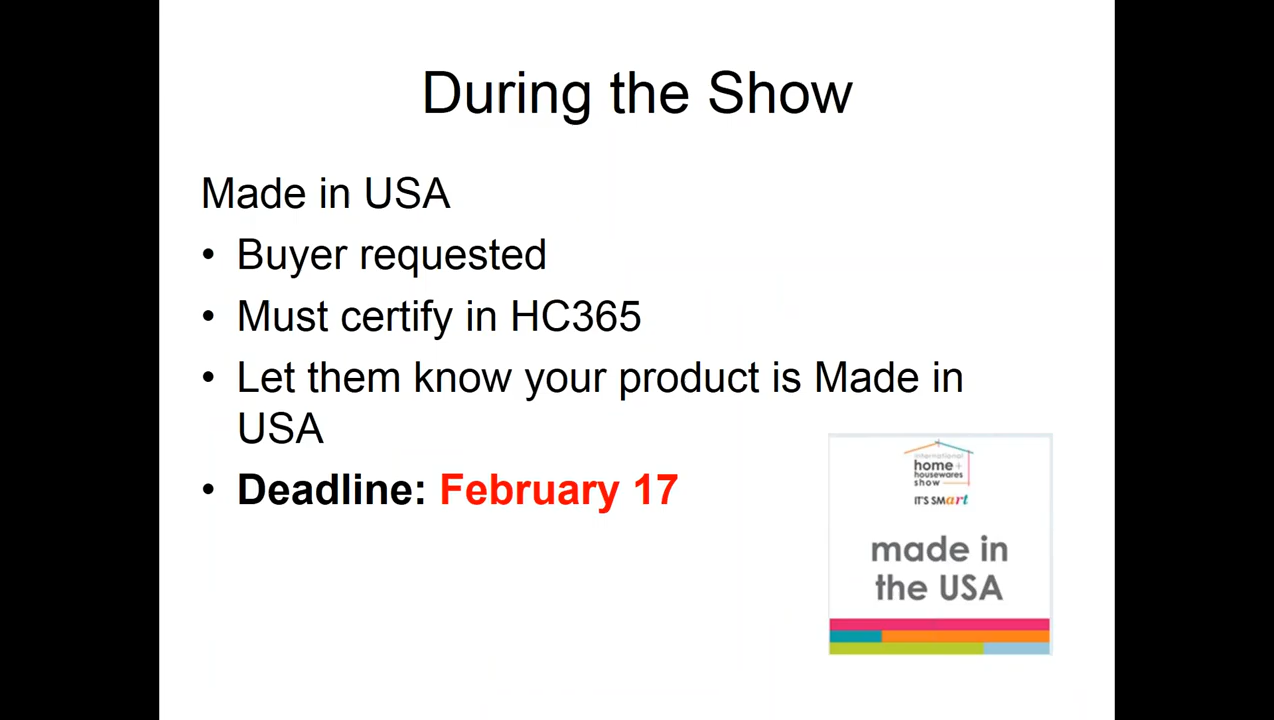 During the Show
Made in USA
• Buyer requested
• Must certify in HC365
• Let them know your product is Made in
USA
• Deadline: February 17
international
home+
housewares
show
IT'S SMart
made in
the USA